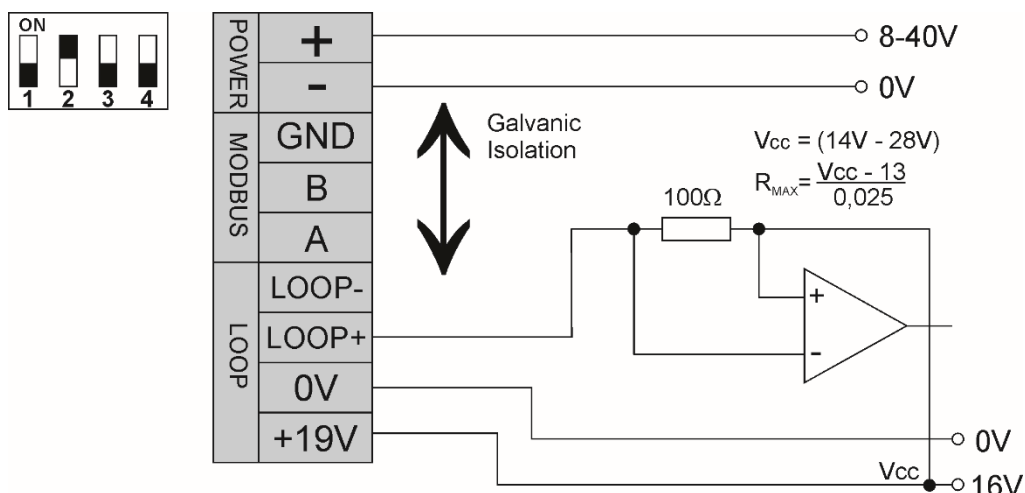 ON
1 2 3 4
POWER
+
-
MODBUS
GND
B
A
LOOP
LOOP-
LOOP+
0V
+19V
8-40V
0V
Galvanic
Isolation
Vcc = (14V - 28V)
RMAX= Vcc - 13
0,025
100Ω
+
-
0V
Vcc
16V